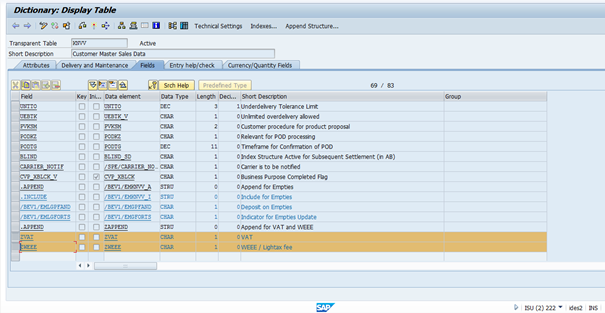 Dictionary: Display Table
Technical Settings Indexes... Append Structure...
Transparent Table KNVV Active
Short Description Customer Master Sales Data
Attributes Delivery and Maintenance Fields Entry help/check Currency/Quantity Fields
Srch Help Predefined Type 69 / 83
Field Key Ini... Data element Data Type Length Deci... Short Description Group
UNTTO UNTTO DEC 3 1 Underdelivery Tolerance Limit
UEBTK UEBTK_V CHAR 1 0 Unlimited overdelivery allowed
PVKSM PVKSM CHAR 2 0 Customer procedure for product proposal
PODKZ PODKZ CHAR 1 0 Relevant for POD processing
PODTG PODTG DEC 11 0 Timeframe for Confirmation of POD
BLIND BLIND_SD CHAR 1 0 Index Structure Active for Subsequent Settlement (in AB)
CARRIER_NOTIF /SPE/CARRIER_NO.. CHAR 1 0 Carrier is to be notified
CVP_XBLCK_V CVP_XBLCK CHAR 1 0 Business Purpose Completed Flag
.APPEND /BEV1/EMKNVV_A STRU 0 0 Append for Empties
.INCLUDE /BEV1/EMKNVV_I STRU 0 0 Include for Empties
/BEV1/EMLGPFAND /BEV1/EMGPFAND CHAR 1 0 Deposit on Empties
/BEV1/EMLGFORTS /BEV1/EMGFORTS CHAR 1 0 Indicator for Empties Update
.APPEND ZAPPEND STRU 0 0 Append for VAT and WEEE
ZVAT ZVAT CHAR 1 0 VAT
ZWEEE ZWEEE CHAR 1 0 WEEE / Lightax fee
SAP ISU (2) 222 ides2 INS